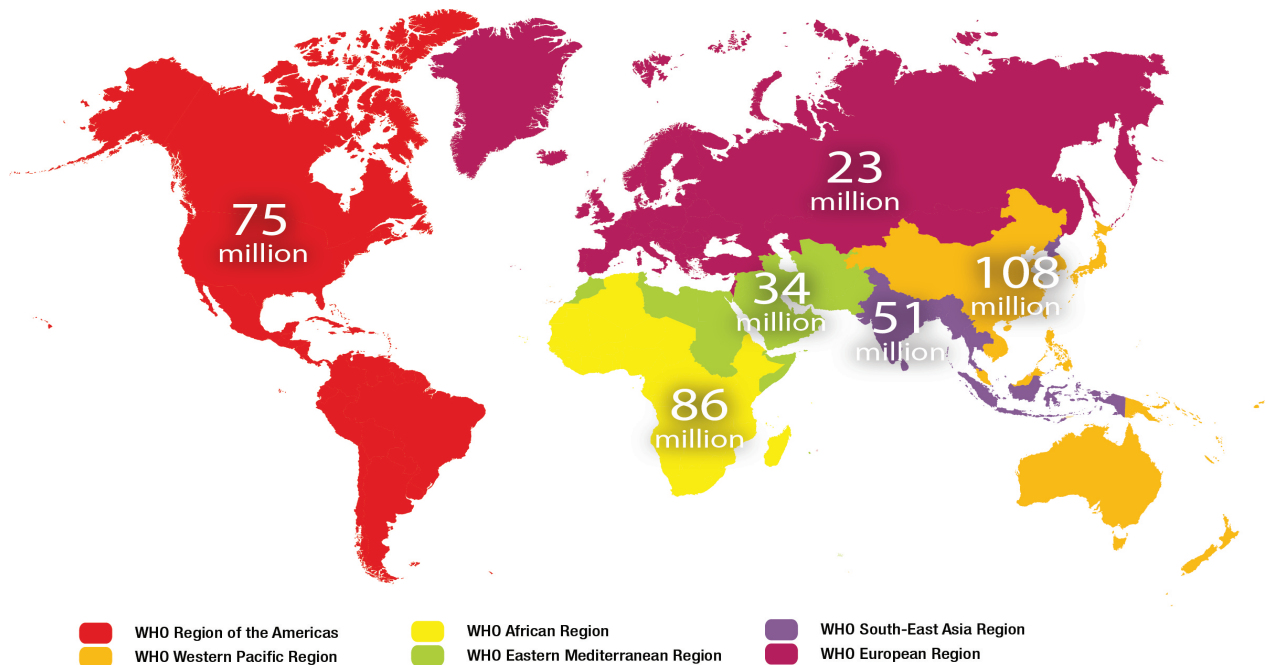 75
million
23
million
34
million
108
million
51
million
86
million
WHO Region of the Americas
WHO Western Pacific Region
WHO African Region
WHO Eastern Mediterranean Region
WHO South-East Asia Region
WHO European Region